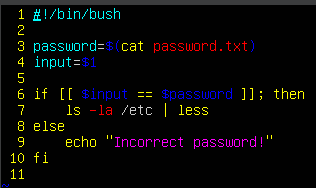 1 #!/bin/bush
2
3 password=$(cat password.txt)
4 input=$1
5
6 if [[ $input == $password ]]; then
7     ls -la /etc | less
8 else
9     echo "Incorrect password!"
10 fi
11
~